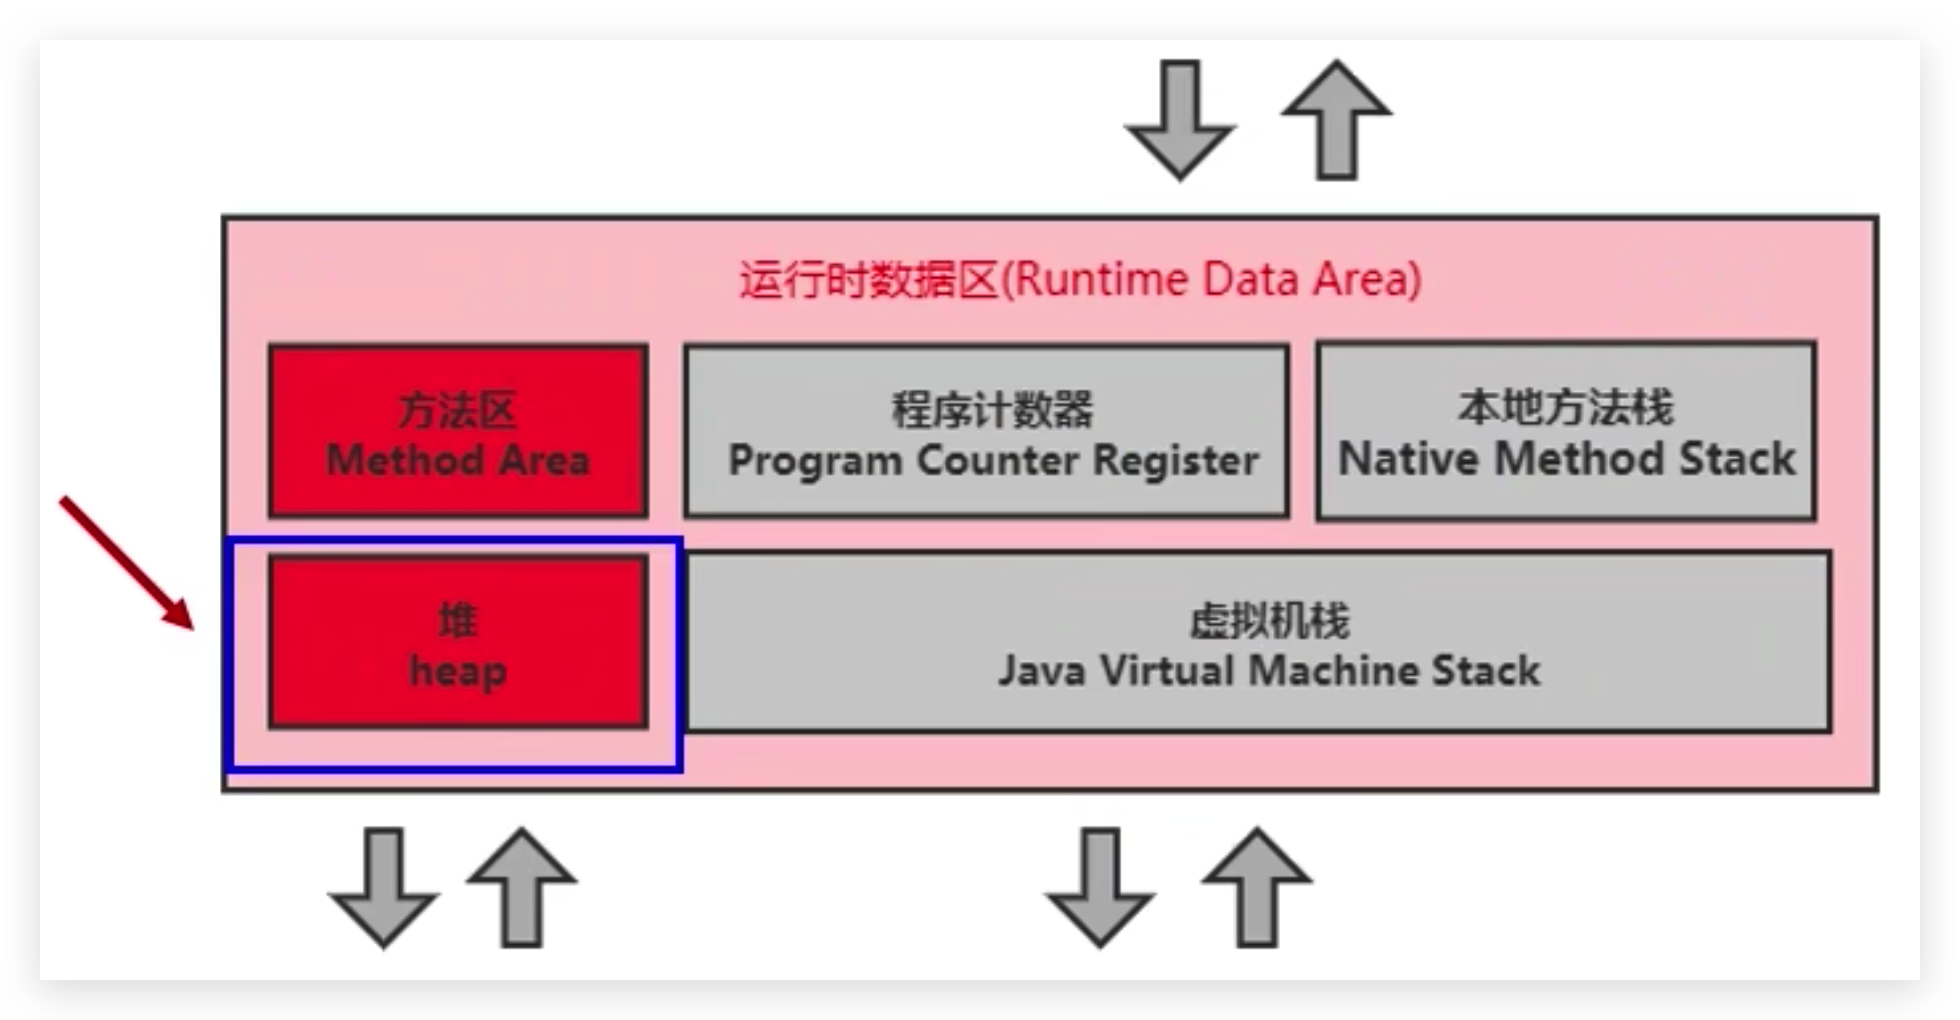 运行时数据区(Runtime Data Area)
方法区
Method Area
程序计数器
Program Counter Register
本地方法栈
Native Method Stack
堆
heap
虚拟机栈
Java Virtual Machine Stack